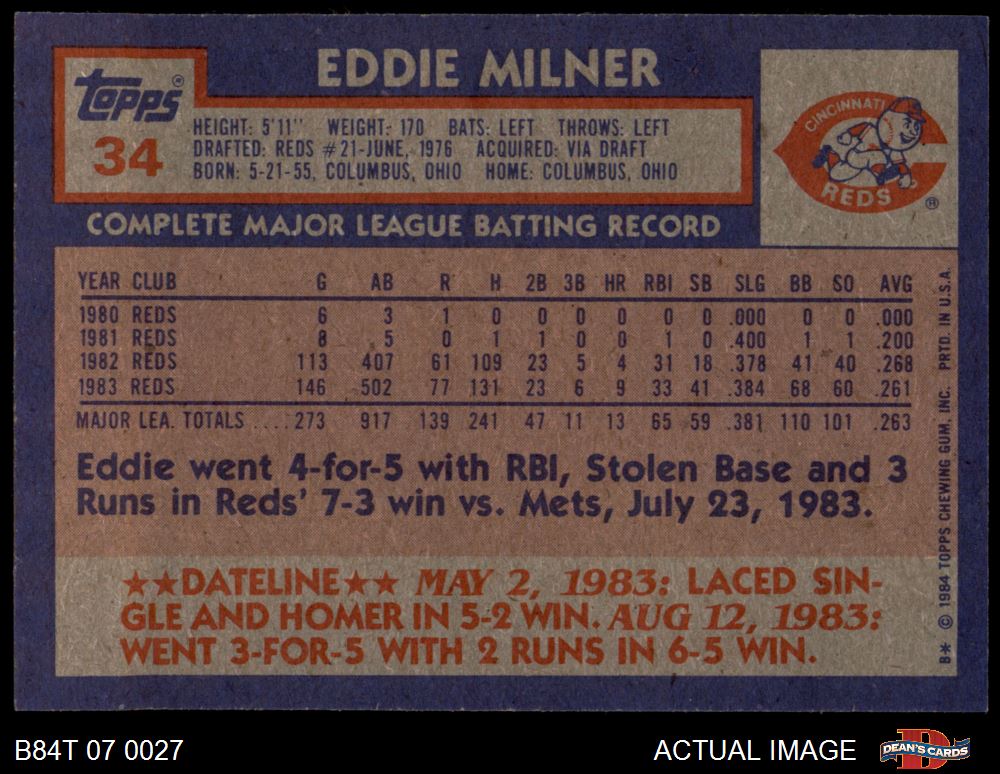 EDDIE MILNER
Topps®
34
HEIGHT: 5'11" WEIGHT: 170 BATS: LEFT THROWS: LEFT
DRAFTED: REDS #21-JUNE, 1976 ACQUIRED: VIA DRAFT
BORN: 5-21-55, COLUMBUS, OHIO HOME: COLUMBUS, OHIO
CINCINNATI
REDS
®
COMPLETE MAJOR LEAGUE BATTING RECORD
YEAR CLUB G AB R H 2B 3B HR RBI SB SLG BB SO AVG
1980 REDS 6 3 1 0 0 0 0 0 0 .000 0 0 .000
1981 REDS 8 5 0 1 1 0 0 1 0 .400 1 1 .200
1982 REDS 113 407 61 109 23 5 4 31 18 .378 41 40 .268
1983 REDS 146 502 77 131 23 6 9 33 41 .384 68 60 .261
MAJOR LEA. TOTALS ....273 917 139 241 47 11 13 65 59 .381 110 101 .263
Eddie went 4-for-5 with RBI, Stolen Base and 3
Runs in Reds' 7-3 win vs. Mets, July 23, 1983.
★★DATELINE★★ MAY 2, 1983: LACED SIN-
GLE AND HOMER IN 5-2 WIN. AUG 12, 1983:
WENT 3-FOR-5 WITH 2 RUNS IN 6-5 WIN.
B* © 1984 TOPPS CHEWING GUM, INC. PRTD. IN U.S.A.
B84T 07 0027
ACTUAL IMAGE
DEAN'S CARDS